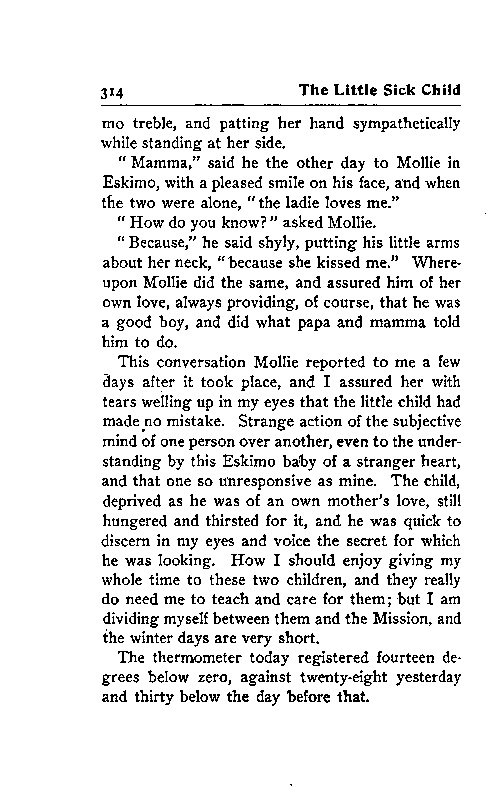 314 The Little Sick Child
mo treble, and patting her hand sympathetically
while standing at her side.
"Mamma," said he the other day to Mollie in
Eskimo, with a pleased smile on his face, and when
the two were alone, "the ladie loves me."
"How do you know?" asked Mollie.
"Because," he said shyly, putting his little arms
about her neck, "because she kissed me." Where-
upon Mollie did the same, and assured him of her
own love, always providing, of course, that he was
a good boy, and did what papa and mamma told
him to do.
This conversation Mollie reported to me a few
days after it took place, and I assured her with
tears welling up in my eyes that the little child had
made no mistake. Strange action of the subjective
mind of one person over another, even to the under-
standing by this Eskimo baby of a stranger heart,
and that one so unresponsive as mine. The child,
deprived as he was of an own mother's love, still
hungered and thirsted for it, and he was quick to
discern in my eyes and voice the secret for which
he was looking. How I should enjoy giving my
whole time to these two children, and they really
do need me to teach and care for them; but I am
dividing myself between them and the Mission, and
the winter days are very short.
The thermometer today registered fourteen de-
grees below zero, against twenty-eight yesterday
and thirty below the day before that.